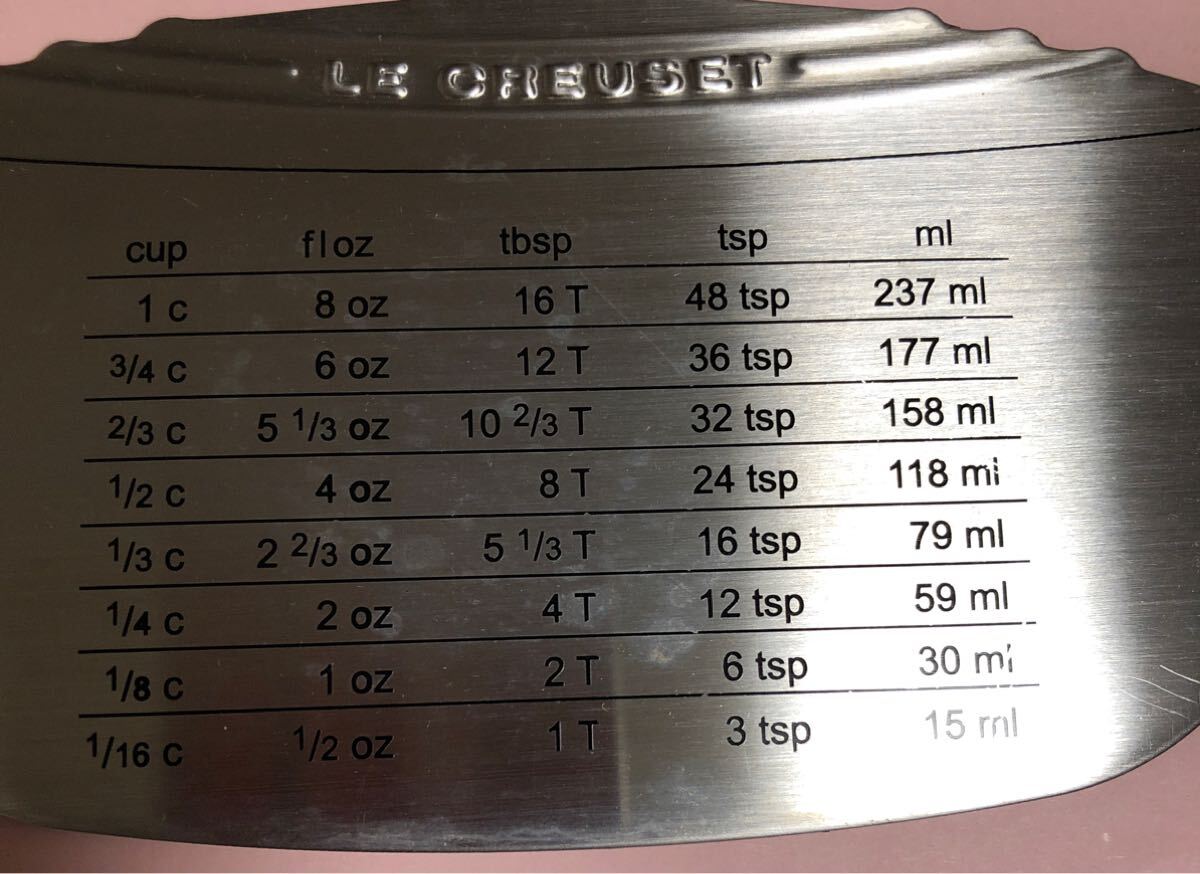 LE CREUSET
cup fl oz tbsp tsp ml
1 c 8 oz 16 T 48 tsp 237 ml
3/4 c 6 oz 12 T 36 tsp 177 ml
2/3 c 5 1/3 oz 10 2/3 T 32 tsp 158 ml
1/2 c 4 oz 8 T 24 tsp 118 ml
1/3 c 2 2/3 oz 5 1/3 T 16 tsp 79 ml
1/4 c 2 oz 4 T 12 tsp 59 ml
1/8 c 1 oz 2 T 6 tsp 30 ml
1/16 c 1/2 oz 1 T 3 tsp 15 ml